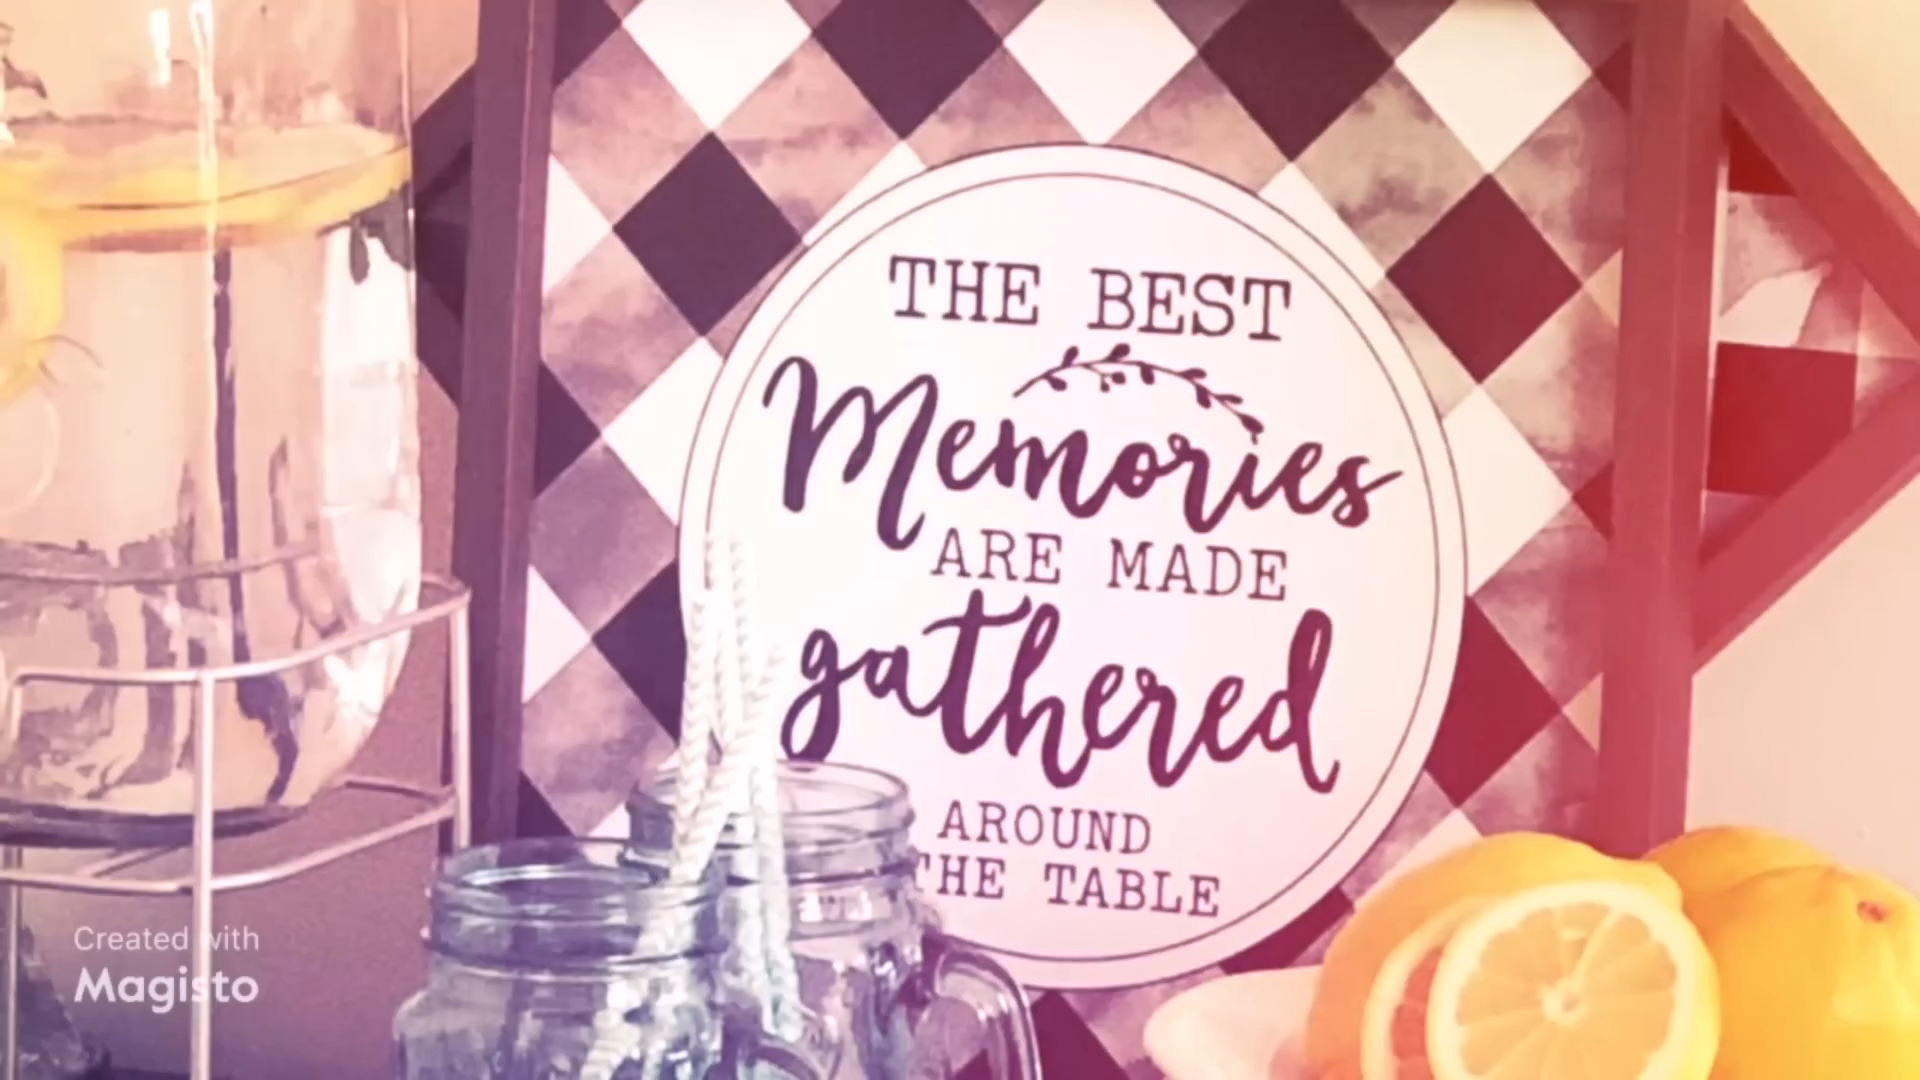 THE BEST
Memories
ARE MADE
gathered
AROUND
THE TABLE
Created with
Magisto